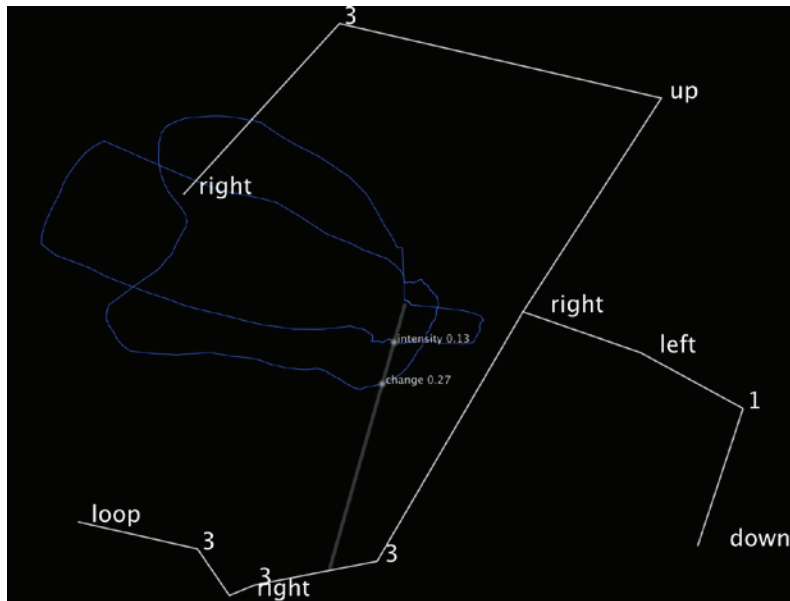 3
up
right
right
left
intensity 0.13
change 0.27
1
loop
3
3
down
3
right